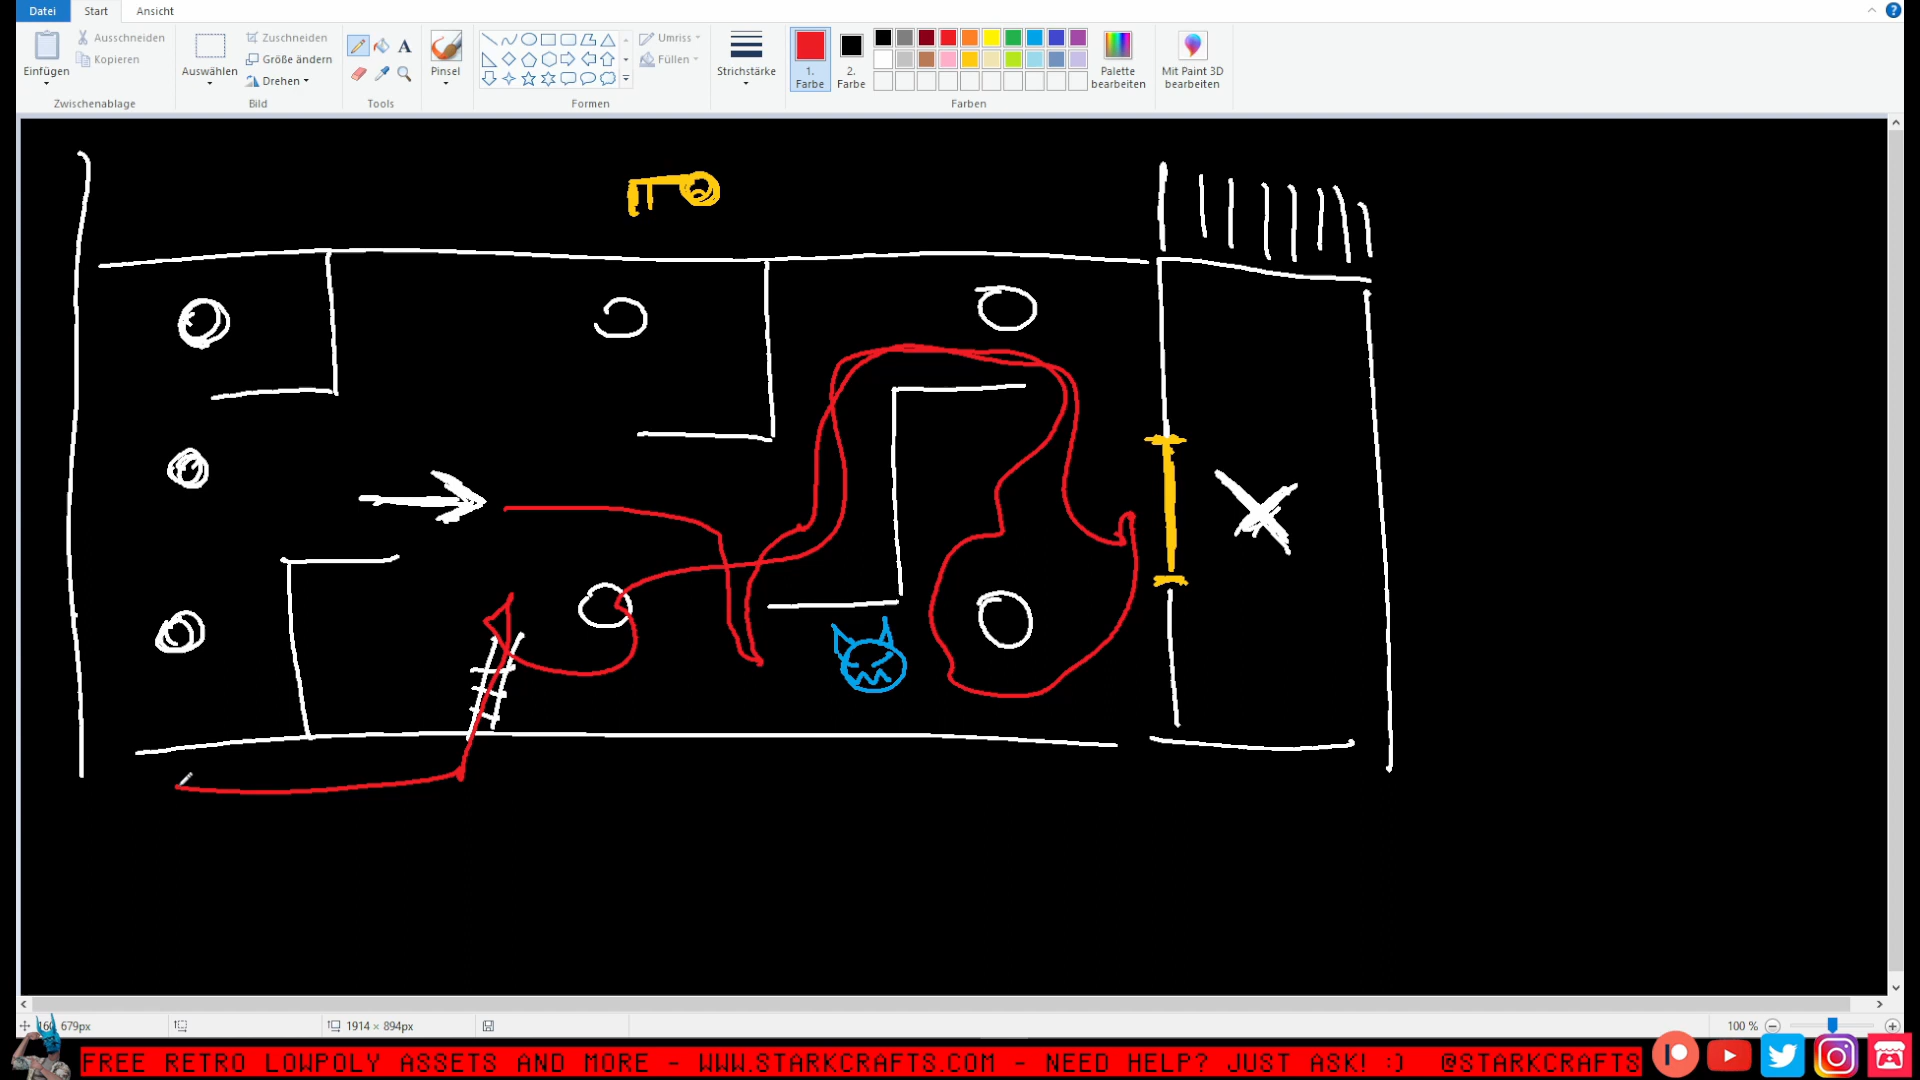 Datei Start Ansicht
Ausschneiden Zuschneiden Umriss
Kopieren Größe ändern Füllen
Einfügen Auswählen Drehen Pinsel Strichstärke 1. Farbe 2. Farbe Palette bearbeiten Mit Paint 3D bearbeiten
Zwischenablage Bild Tools Formen Farben
679px 1914 × 894px 100 %
FREE RETRO LOWPOLY ASSETS AND MORE - WWW.STARKCRAFTS.COM - NEED HELP? JUST ASK! :) @STARKCRAFTS